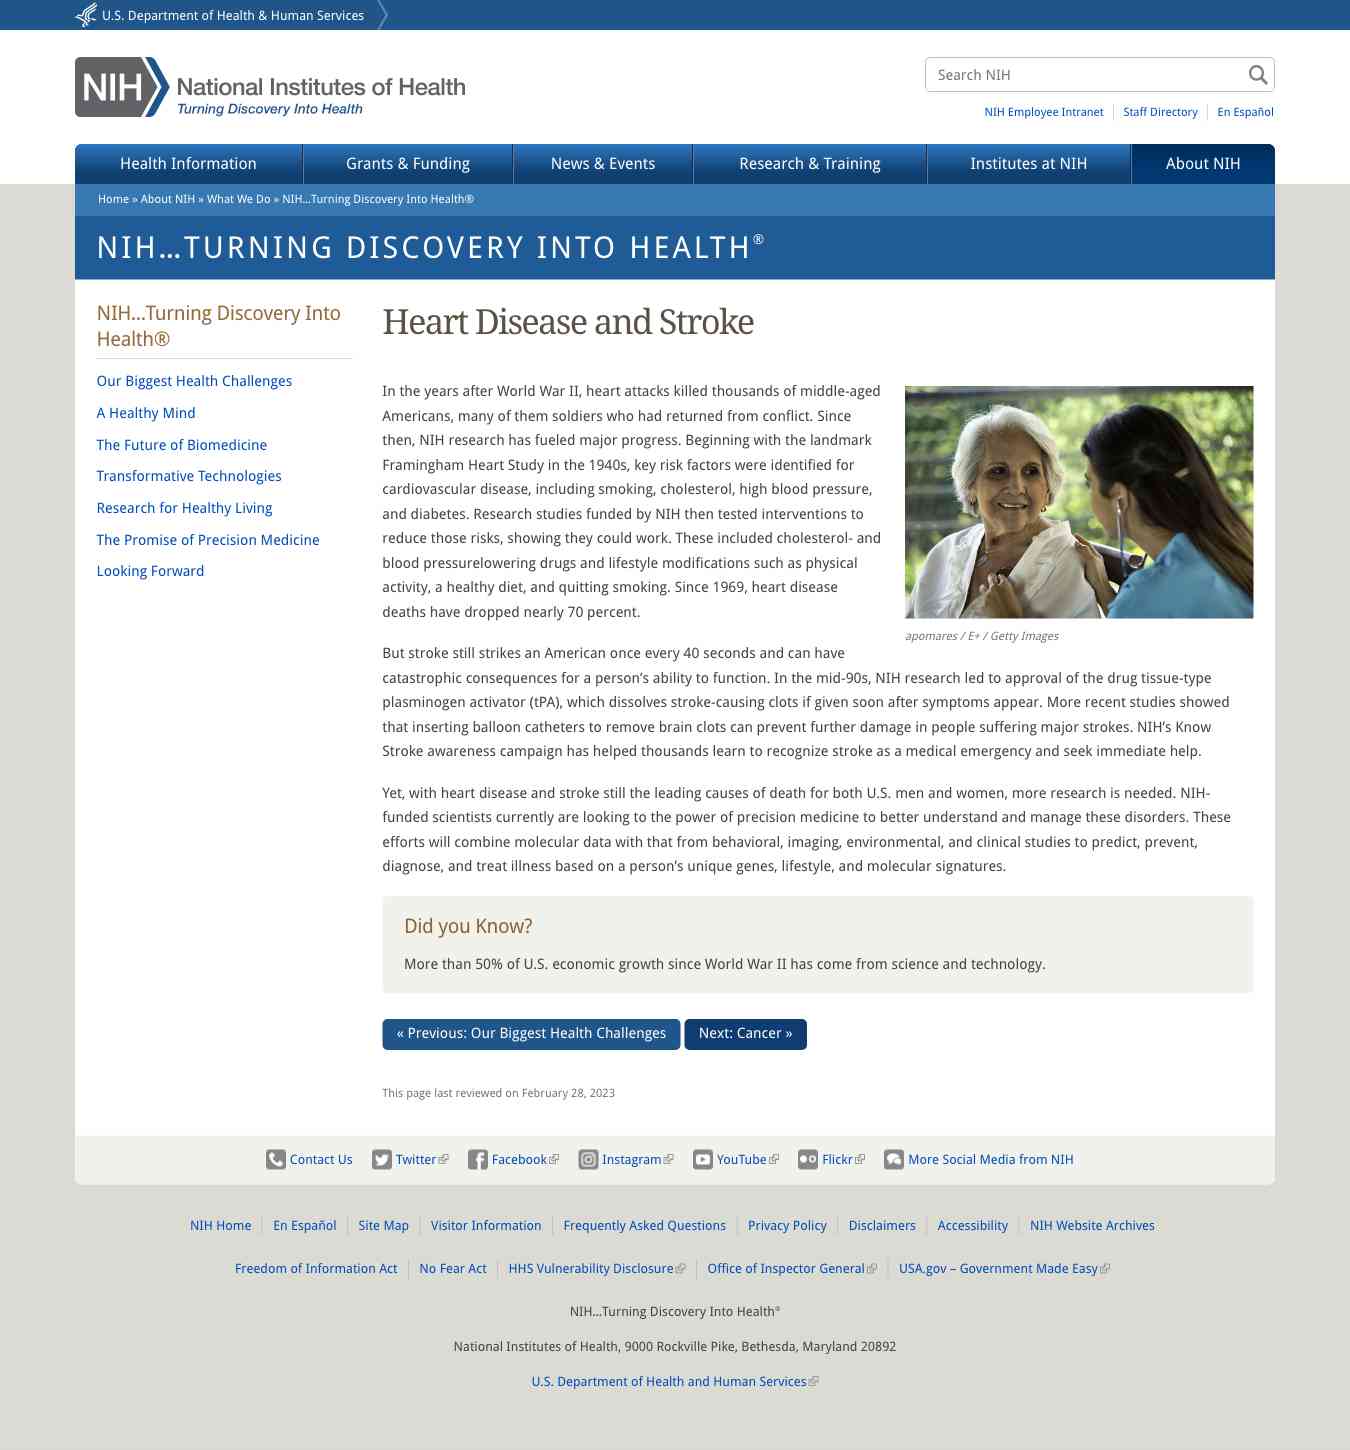 U.S. Department of Health & Human Services
NIH National Institutes of Health
Turning Discovery Into Health
Search NIH
NIH Employee Intranet
Staff Directory
En Español
Health Information
Grants & Funding
News & Events
Research & Training
Institutes at NIH
About NIH
Home » About NIH » What We Do » NIH…Turning Discovery Into Health®
NIH…TURNING DISCOVERY INTO HEALTH®
NIH…Turning Discovery Into
Health®
Our Biggest Health Challenges
A Healthy Mind
The Future of Biomedicine
Transformative Technologies
Research for Healthy Living
The Promise of Precision Medicine
Looking Forward
Heart Disease and Stroke
In the years after World War II, heart attacks killed thousands of middle-aged
Americans, many of them soldiers who had returned from conflict. Since
then, NIH research has fueled major progress. Beginning with the landmark
Framingham Heart Study in the 1940s, key risk factors were identified for
cardiovascular disease, including smoking, cholesterol, high blood pressure,
and diabetes. Research studies funded by NIH then tested interventions to
reduce those risks, showing they could work. These included cholesterol- and
blood pressurelowering drugs and lifestyle modifications such as physical
activity, a healthy diet, and quitting smoking. Since 1969, heart disease
deaths have dropped nearly 70 percent.
apomares / E+ / Getty Images
But stroke still strikes an American once every 40 seconds and can have
catastrophic consequences for a person’s ability to function. In the mid-90s, NIH research led to approval of the drug tissue-type
plasminogen activator (tPA), which dissolves stroke-causing clots if given soon after symptoms appear. More recent studies showed
that inserting balloon catheters to remove brain clots can prevent further damage in people suffering major strokes. NIH’s Know
Stroke awareness campaign has helped thousands learn to recognize stroke as a medical emergency and seek immediate help.
Yet, with heart disease and stroke still the leading causes of death for both U.S. men and women, more research is needed. NIH-
funded scientists currently are looking to the power of precision medicine to better understand and manage these disorders. These
efforts will combine molecular data with that from behavioral, imaging, environmental, and clinical studies to predict, prevent,
diagnose, and treat illness based on a person’s unique genes, lifestyle, and molecular signatures.
Did you Know?
More than 50% of U.S. economic growth since World War II has come from science and technology.
« Previous: Our Biggest Health Challenges
Next: Cancer »
This page last reviewed on February 28, 2023
Contact Us
Twitter
Facebook
Instagram
YouTube
Flickr
More Social Media from NIH
NIH Home
En Español
Site Map
Visitor Information
Frequently Asked Questions
Privacy Policy
Disclaimers
Accessibility
NIH Website Archives
Freedom of Information Act
No Fear Act
HHS Vulnerability Disclosure
Office of Inspector General
USA.gov – Government Made Easy
NIH…Turning Discovery Into Health®
National Institutes of Health, 9000 Rockville Pike, Bethesda, Maryland 20892
U.S. Department of Health and Human Services